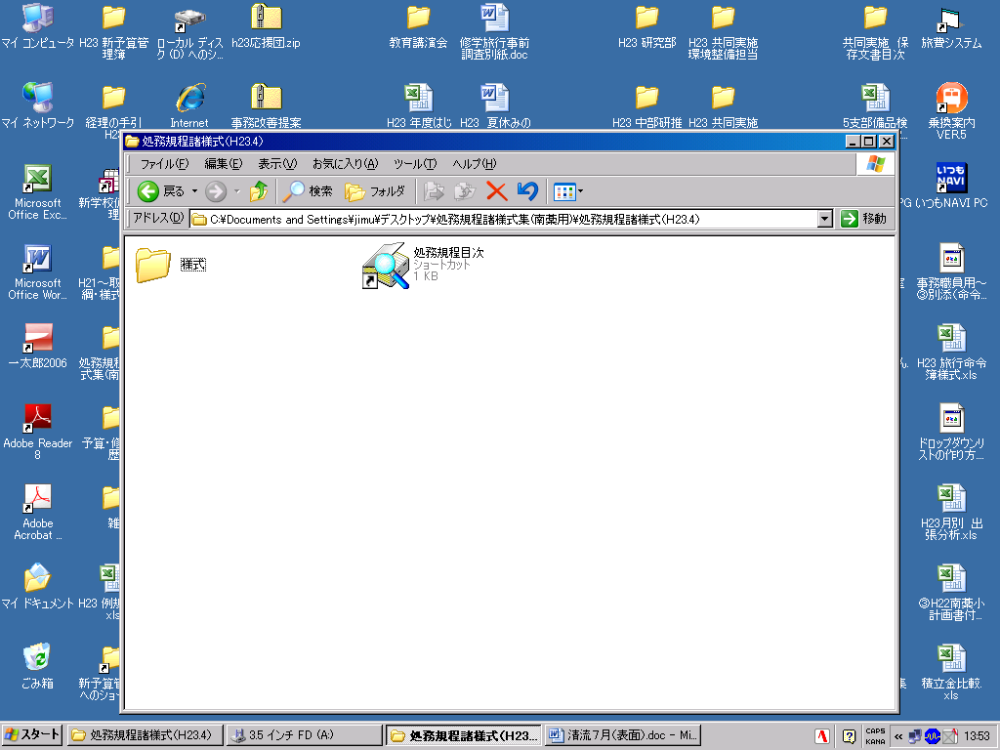 マイ コンピュータ
H23 新予算管
理簿
ローカル ディス
ク (D) へのシ...
h23応援団.zip
教育講演会
修学旅行事前
調査別紙.doc
H23 研究部
H23 共同実施
環境整備担当
共同実施　保
存文書目次
旅費システム
マイ ネットワーク
経理の手引
Internet
事務改善提案
H23 年度はじ
H23　夏休みの
H23 中部研推
H23 共同実施
5支部備品検
乗換案内
VER5
処務規程諸様式(H23.4)
ファイル(F)
編集(E)
表示(V)
お気に入り(A)
ツール(T)
ヘルプ(H)
戻る
検索
フォルダ
アドレス(D)
C:¥Documents and Settings¥jimu¥デスクトップ¥処務規程諸様式集(南薬用)¥処務規程諸様式(H23.4)
移動
様式
処務規程目次
ショートカット
1 KB
Microsoft
Office Exc...
新学校
いつもNAVI
いつもNAVI PC
Microsoft
Office Wor...
H21～取
綱・様式
事務職員用～
③別添(命令...
一太郎2006
処務規程
式集(南
H23 旅行命令
簿様式.xls
Adobe Reader
8
予算・修
歴
ドロップダウンリ
ストの作り方....
Adobe
Acrobat ...
雑
H23月別　出
張分析.xls
マイ ドキュメント
H23 例規
xls
③H22南薬小
計画書付...
ごみ箱
新予算管
へのショー
積立金比較.
xls
スタート
処務規程諸様式(H23.4)
3.5 インチ FD (A:)
処務規程諸様式(H23...
清流７月(表面).doc - Mi...
CAPS
KANA
13:53